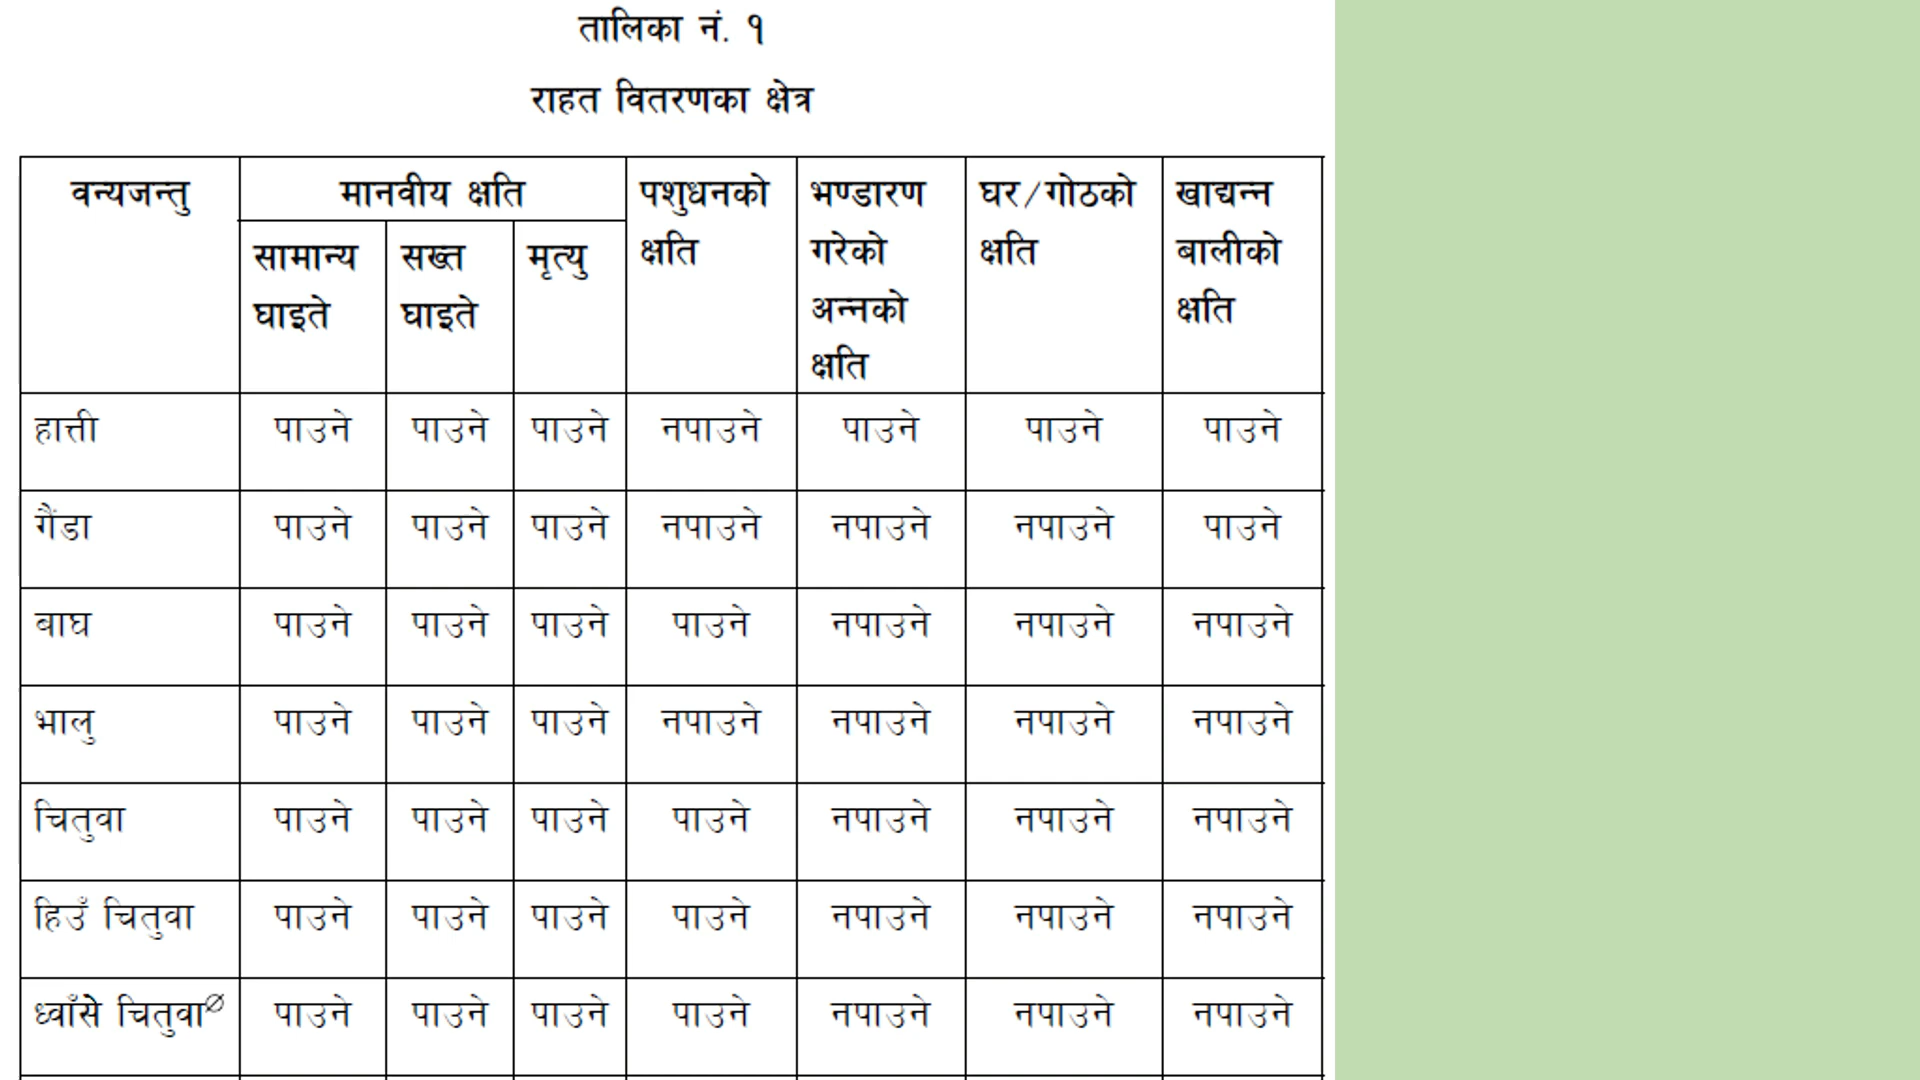 तालिका नं. १
राहत वितरणका क्षेत्र
वन्यजन्तु मानवीय क्षति पशुधनको क्षति भण्डारण गरेको अन्नको क्षति घर/गोठको क्षति खाद्यन्न बालीको क्षति
सामान्य घाइते सख्त घाइते मृत्यु
हात्ती पाउने पाउने पाउने नपाउने पाउने पाउने पाउने
गैंडा पाउने पाउने पाउने नपाउने नपाउने नपाउने पाउने
बाघ पाउने पाउने पाउने पाउने नपाउने नपाउने नपाउने
भालु पाउने पाउने पाउने नपाउने नपाउने नपाउने नपाउने
चितुवा पाउने पाउने पाउने पाउने नपाउने नपाउने नपाउने
हिउँ चितुवा पाउने पाउने पाउने पाउने नपाउने नपाउने नपाउने
ध्वाँसे चितुवा∅ पाउने पाउने पाउने पाउने नपाउने नपाउने नपाउने